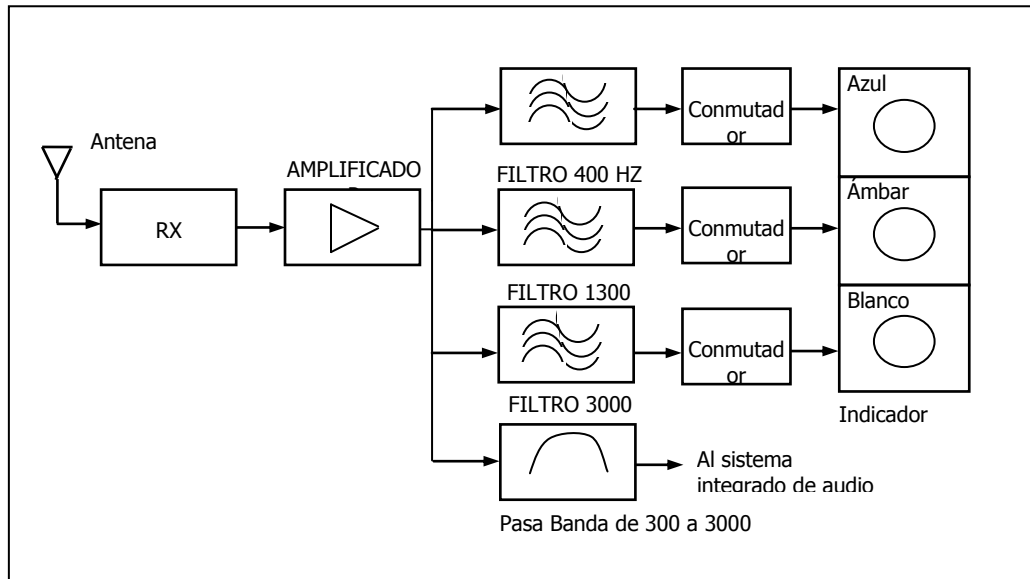 Antena
RX
AMPLIFICADO
FILTRO 400 HZ
FILTRO 1300
FILTRO 3000
Pasa Banda de 300 a 3000
Conmutad
or
Conmutad
or
Conmutad
or
Azul
Ámbar
Blanco
Indicador
Al sistema
integrado de audio